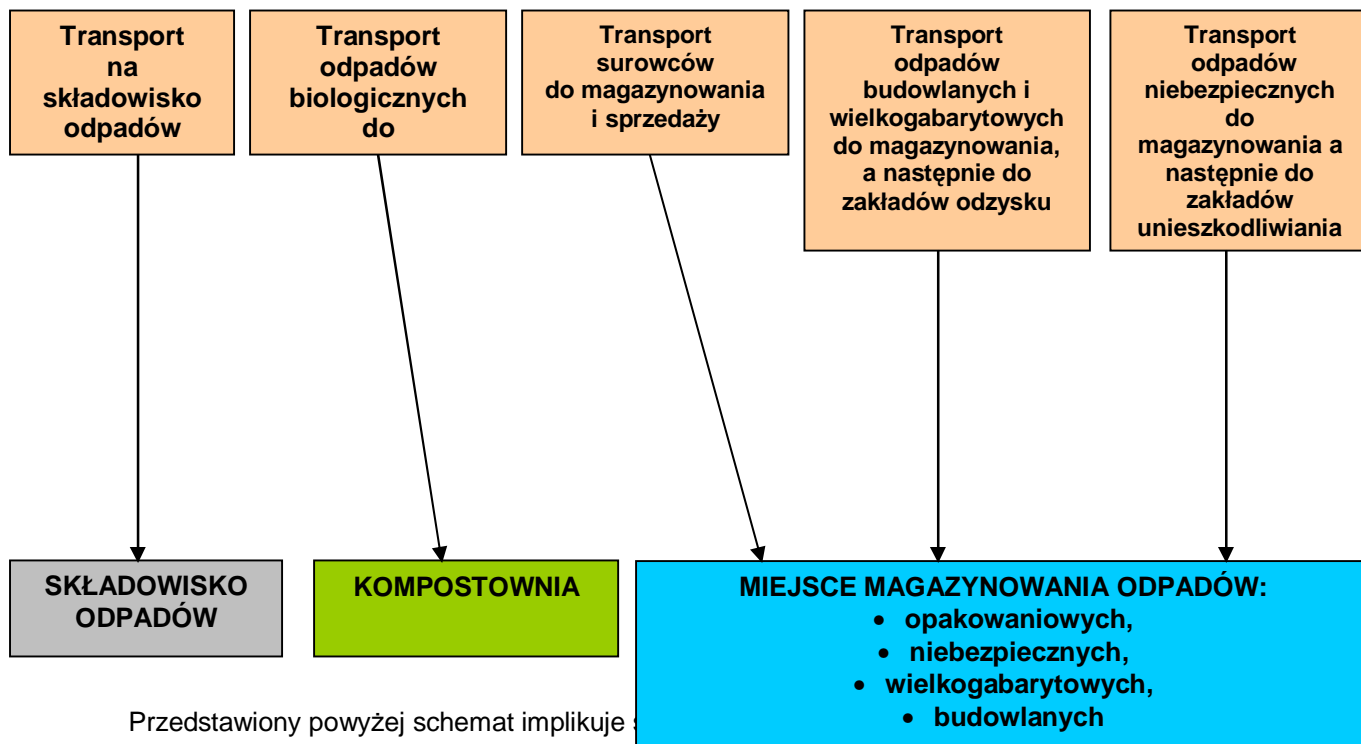 Transport
na
składowisko
odpadów
Transport
odpadów
biologicznych
do
Transport
surowców
do magazynowania
i sprzedaży
Transport
odpadów
budowlanych i
wielkogabarytowych
do magazynowania,
a następnie do
zakładów odzysku
Transport
odpadów
niebezpiecznych
do
magazynowania a
następnie do
zakładów
unieszkodliwiania
SKŁADOWISKO
ODPADÓW
KOMPOSTOWNIA
MIEJSCE MAGAZYNOWANIA ODPADÓW:
• opakowaniowych,
• niebezpiecznych,
• wielkogabarytowych,
• budowlanych
Przedstawiony powyżej schemat implikuje